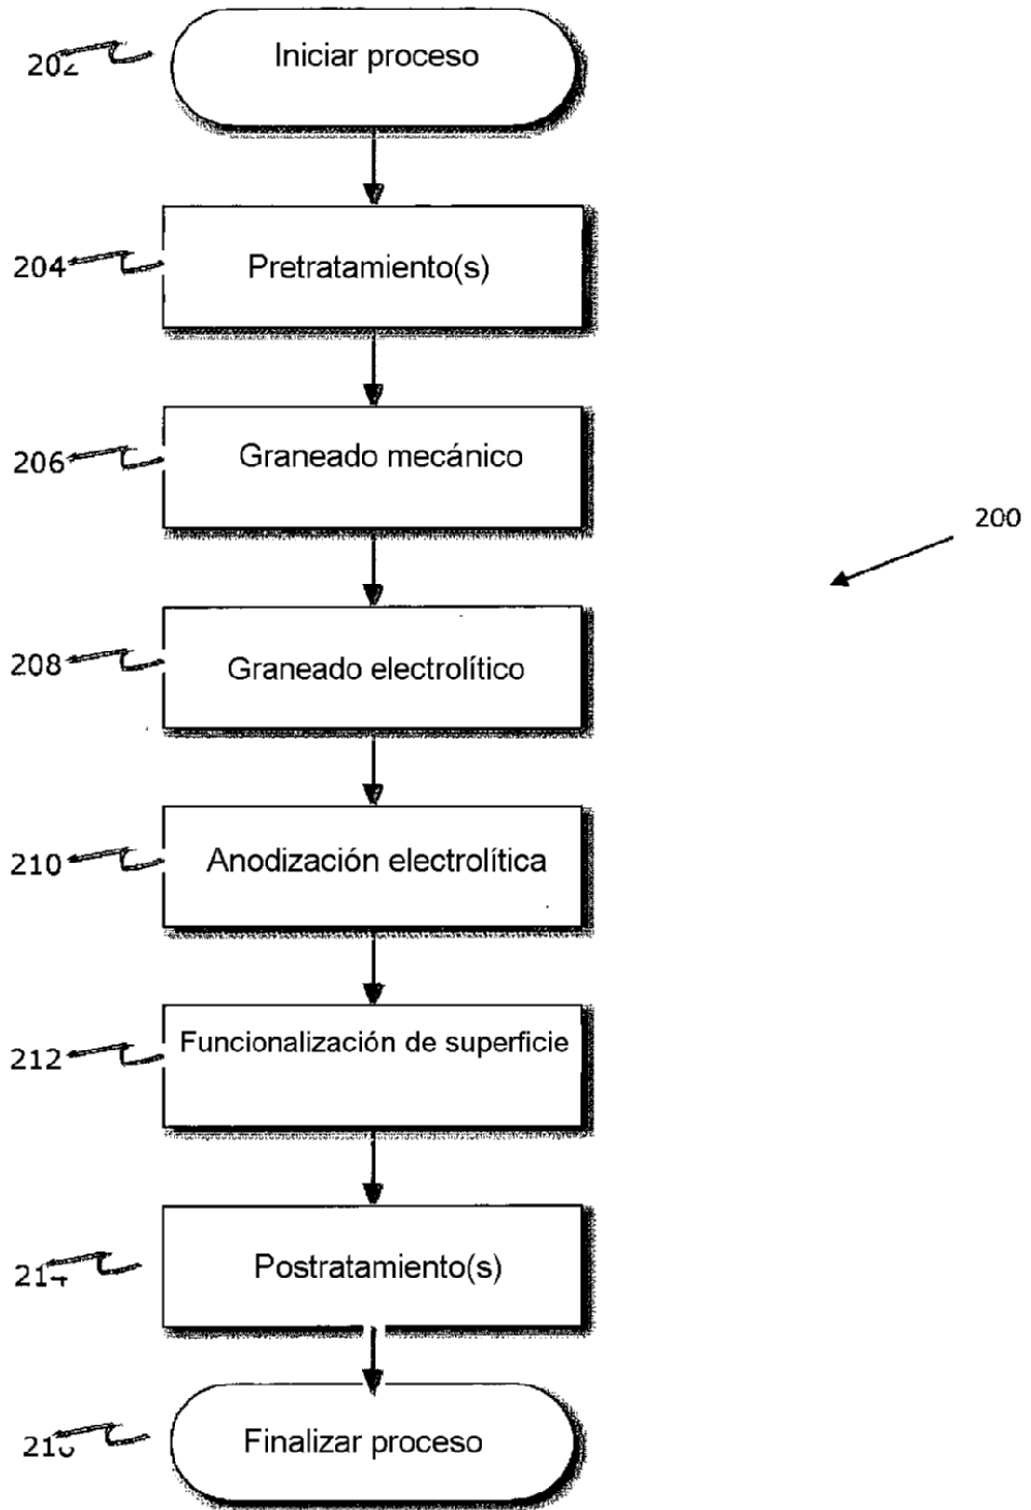 Iniciar proceso
204
Pretratamiento(s)
206
Graneado mecánico
200
208
Graneado electrolítico
210
Anodización electrolítica
212
Funcionalización de superficie
Postratamiento(s)
Finalizar proceso